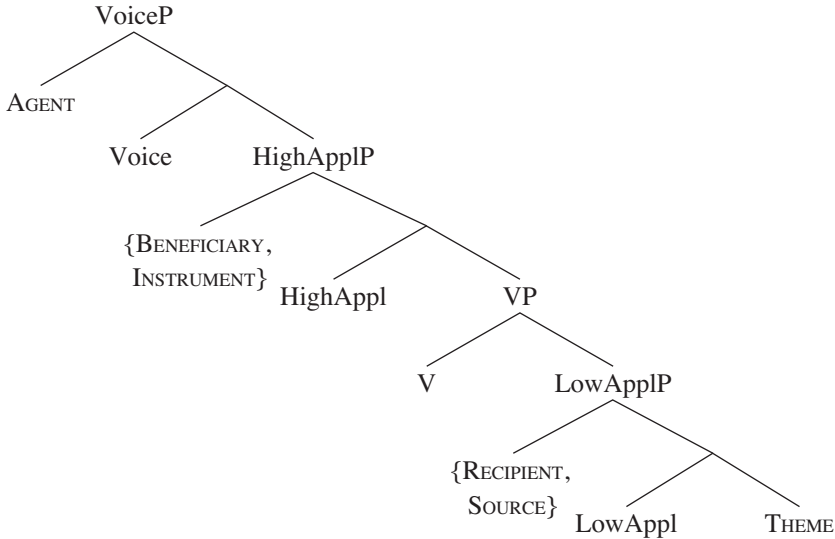 VoiceP
AGENT
Voice
HighApplP
{BENEFICIARY,
INSTRUMENT}
HighAppl
VP
V
LowApplP
{RECIPIENT,
SOURCE}
LowAppl
THEME